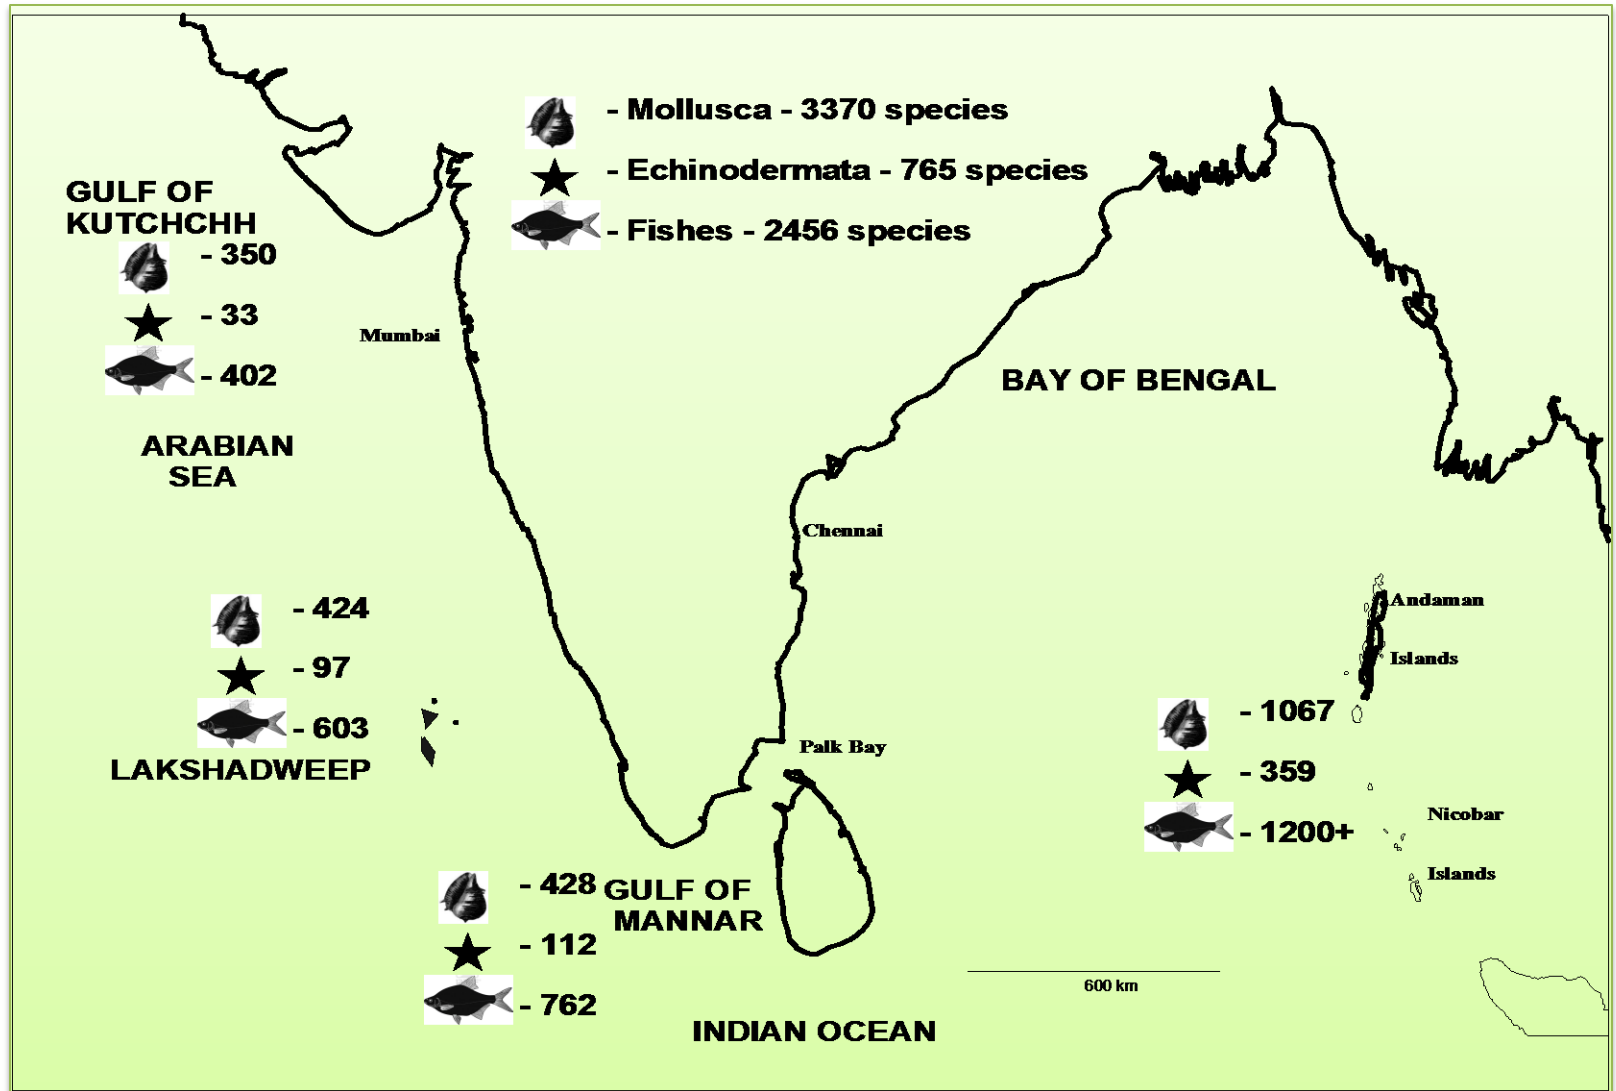 - Mollusca - 3370 species
- Echinodermata - 765 species
- Fishes - 2456 species
GULF OF
KUTCHCHH
- 350
- 33
- 402
Mumbai
ARABIAN
SEA
BAY OF BENGAL
Chennai
- 424
- 97
- 603
LAKSHADWEEP
Palk Bay
Andaman
Islands
- 1067
- 359
- 1200+
Nicobar
Islands
- 428
- 112
- 762
GULF OF
MANNAR
600 km
INDIAN OCEAN